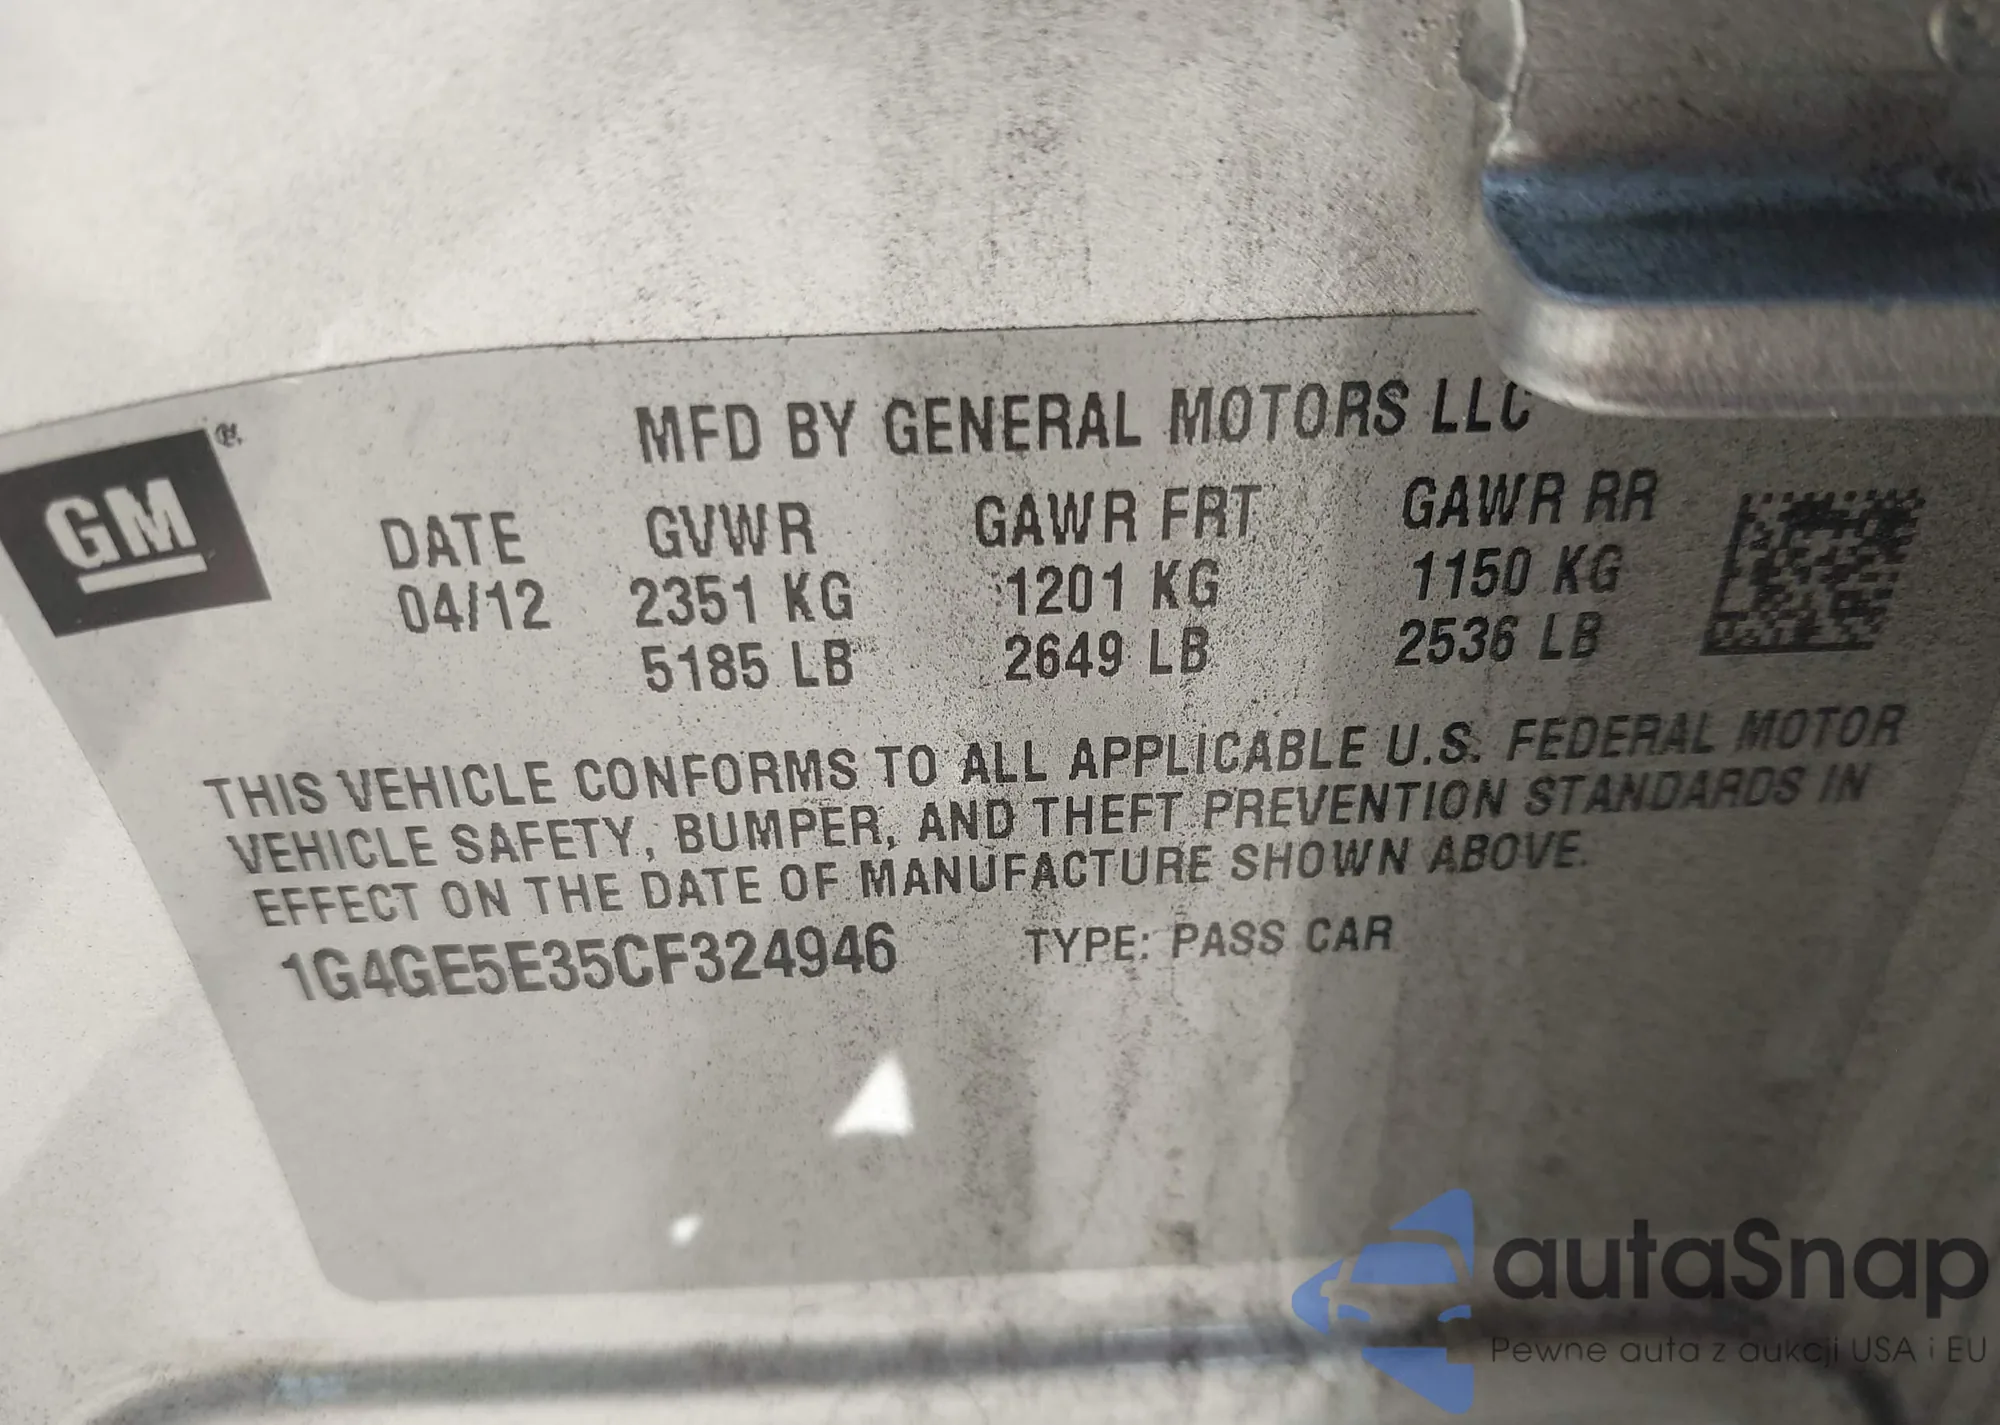 MFD BY GENERAL MOTORS LLC
GM
DATE GVWR GAWR FRT GAWR RR
04/12 2351 KG 1201 KG 1150 KG
5185 LB 2649 LB 2536 LB
THIS VEHICLE CONFORMS TO ALL APPLICABLE U.S. FEDERAL MOTOR
VEHICLE SAFETY, BUMPER, AND THEFT PREVENTION STANDARDS IN
EFFECT ON THE DATE OF MANUFACTURE SHOWN ABOVE.
1G4GE5E35CF324946 TYPE: PASS CAR
autaSnap
Pewne auta z aukcji USA i EU